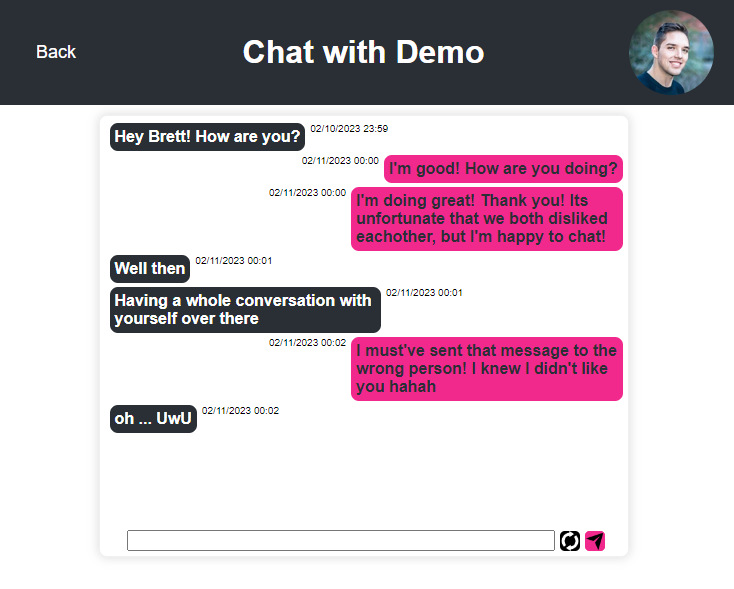 Back
Chat with Demo
Hey Brett! How are you?
02/10/2023 23:59
02/11/2023 00:00
I'm good! How are you doing?
02/11/2023 00:00
I'm doing great! Thank you! Its
unfortunate that we both disliked
eachother, but I'm happy to chat!
Well then
02/11/2023 00:01
Having a whole conversation with
yourself over there
02/11/2023 00:01
02/11/2023 00:02
I must've sent that message to the
wrong person! I knew I didn't like
you hahah
oh ... UwU
02/11/2023 00:02